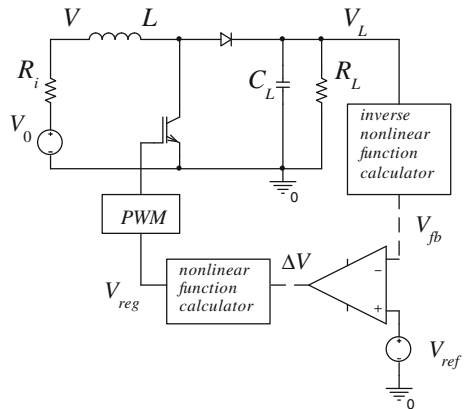 V L V_L
R_i
C_L R_L
V_0
inverse
nonlinear
function
calculator
0
PWM
V_fb
ΔV
nonlinear
function
calculator
V_reg
V_ref
0